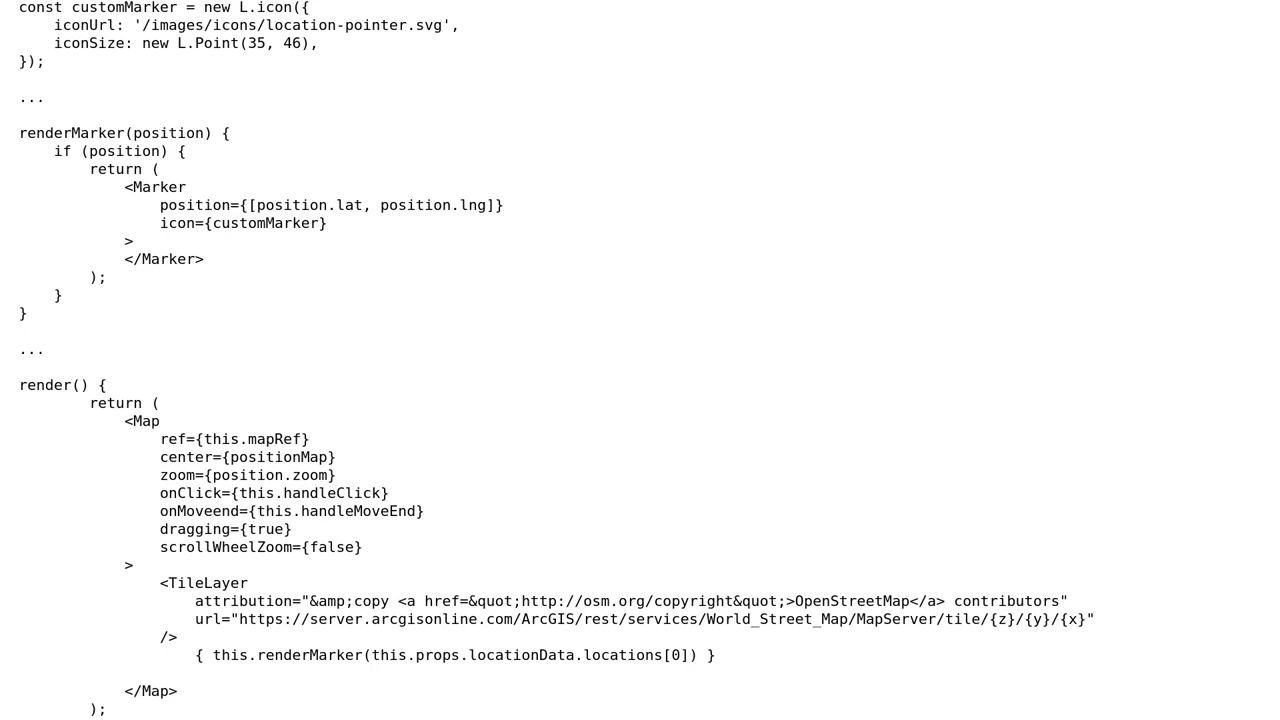 const customMarker = new L.icon({
    iconUrl: '/images/icons/location-pointer.svg',
    iconSize: new L.Point(35, 46),
});

...

renderMarker(position) {
    if (position) {
        return (
            <Marker
                position={[position.lat, position.lng]}
                icon={customMarker}
            >
            </Marker>
        );
    }
}

...

render() {
        return (
            <Map
                ref={this.mapRef}
                center={positionMap}
                zoom={position.zoom}
                onClick={this.handleClick}
                onMoveend={this.handleMoveEnd}
                dragging={true}
                scrollWheelZoom={false}
            >
                <TileLayer
                    attribution="&amp;copy <a href=&quot;http://osm.org/copyright&quot;>OpenStreetMap</a> contributors"
                    url="https://server.arcgisonline.com/ArcGIS/rest/services/World_Street_Map/MapServer/tile/{z}/{y}/{x}"
                />
                    { this.renderMarker(this.props.locationData.locations[0]) }

            </Map>
        );